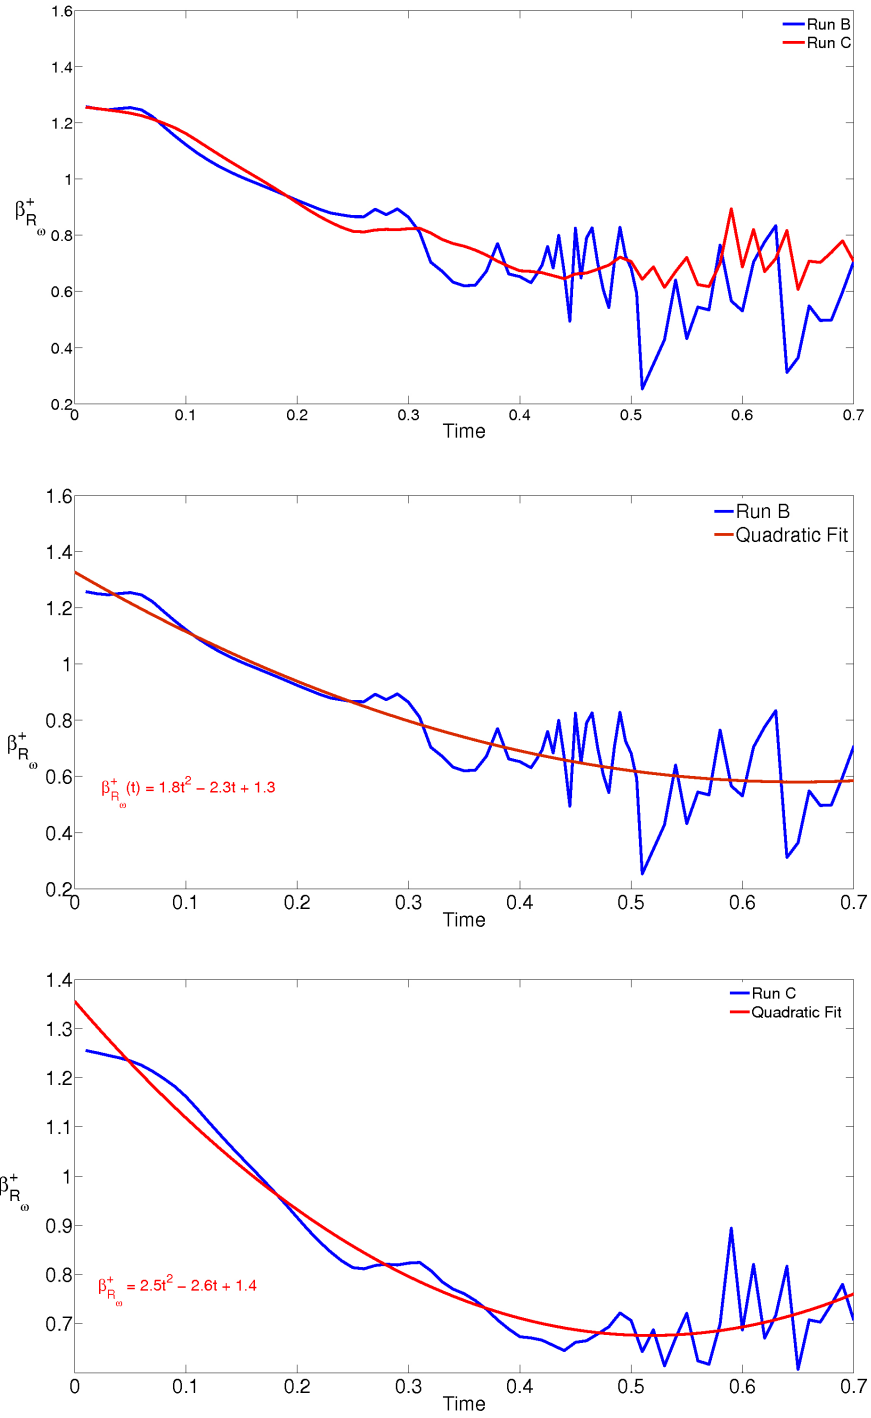 1.6
Run B
Run C
1.4
1.2
1
β⁺_{R_ω}
0.8
0.6
0.4
0.2
0 0.1 0.2 0.3 0.4 0.5 0.6 0.7
Time
1.6
Run B
Quadratic Fit
1.4
1.2
1
β⁺_{R_ω}
0.8
0.6
β⁺_{R_ω}(t) = 1.8t² − 2.3t + 1.3
0.4
0.2
0 0.1 0.2 0.3 0.4 0.5 0.6 0.7
Time
1.4
Run C
Quadratic Fit
1.3
1.2
1.1
1
β⁺_{R_ω}
0.9
0.8
β⁺_{R_ω} = 2.5t² − 2.6t + 1.4
0.7
0 0.1 0.2 0.3 0.4 0.5 0.6 0.7
Time